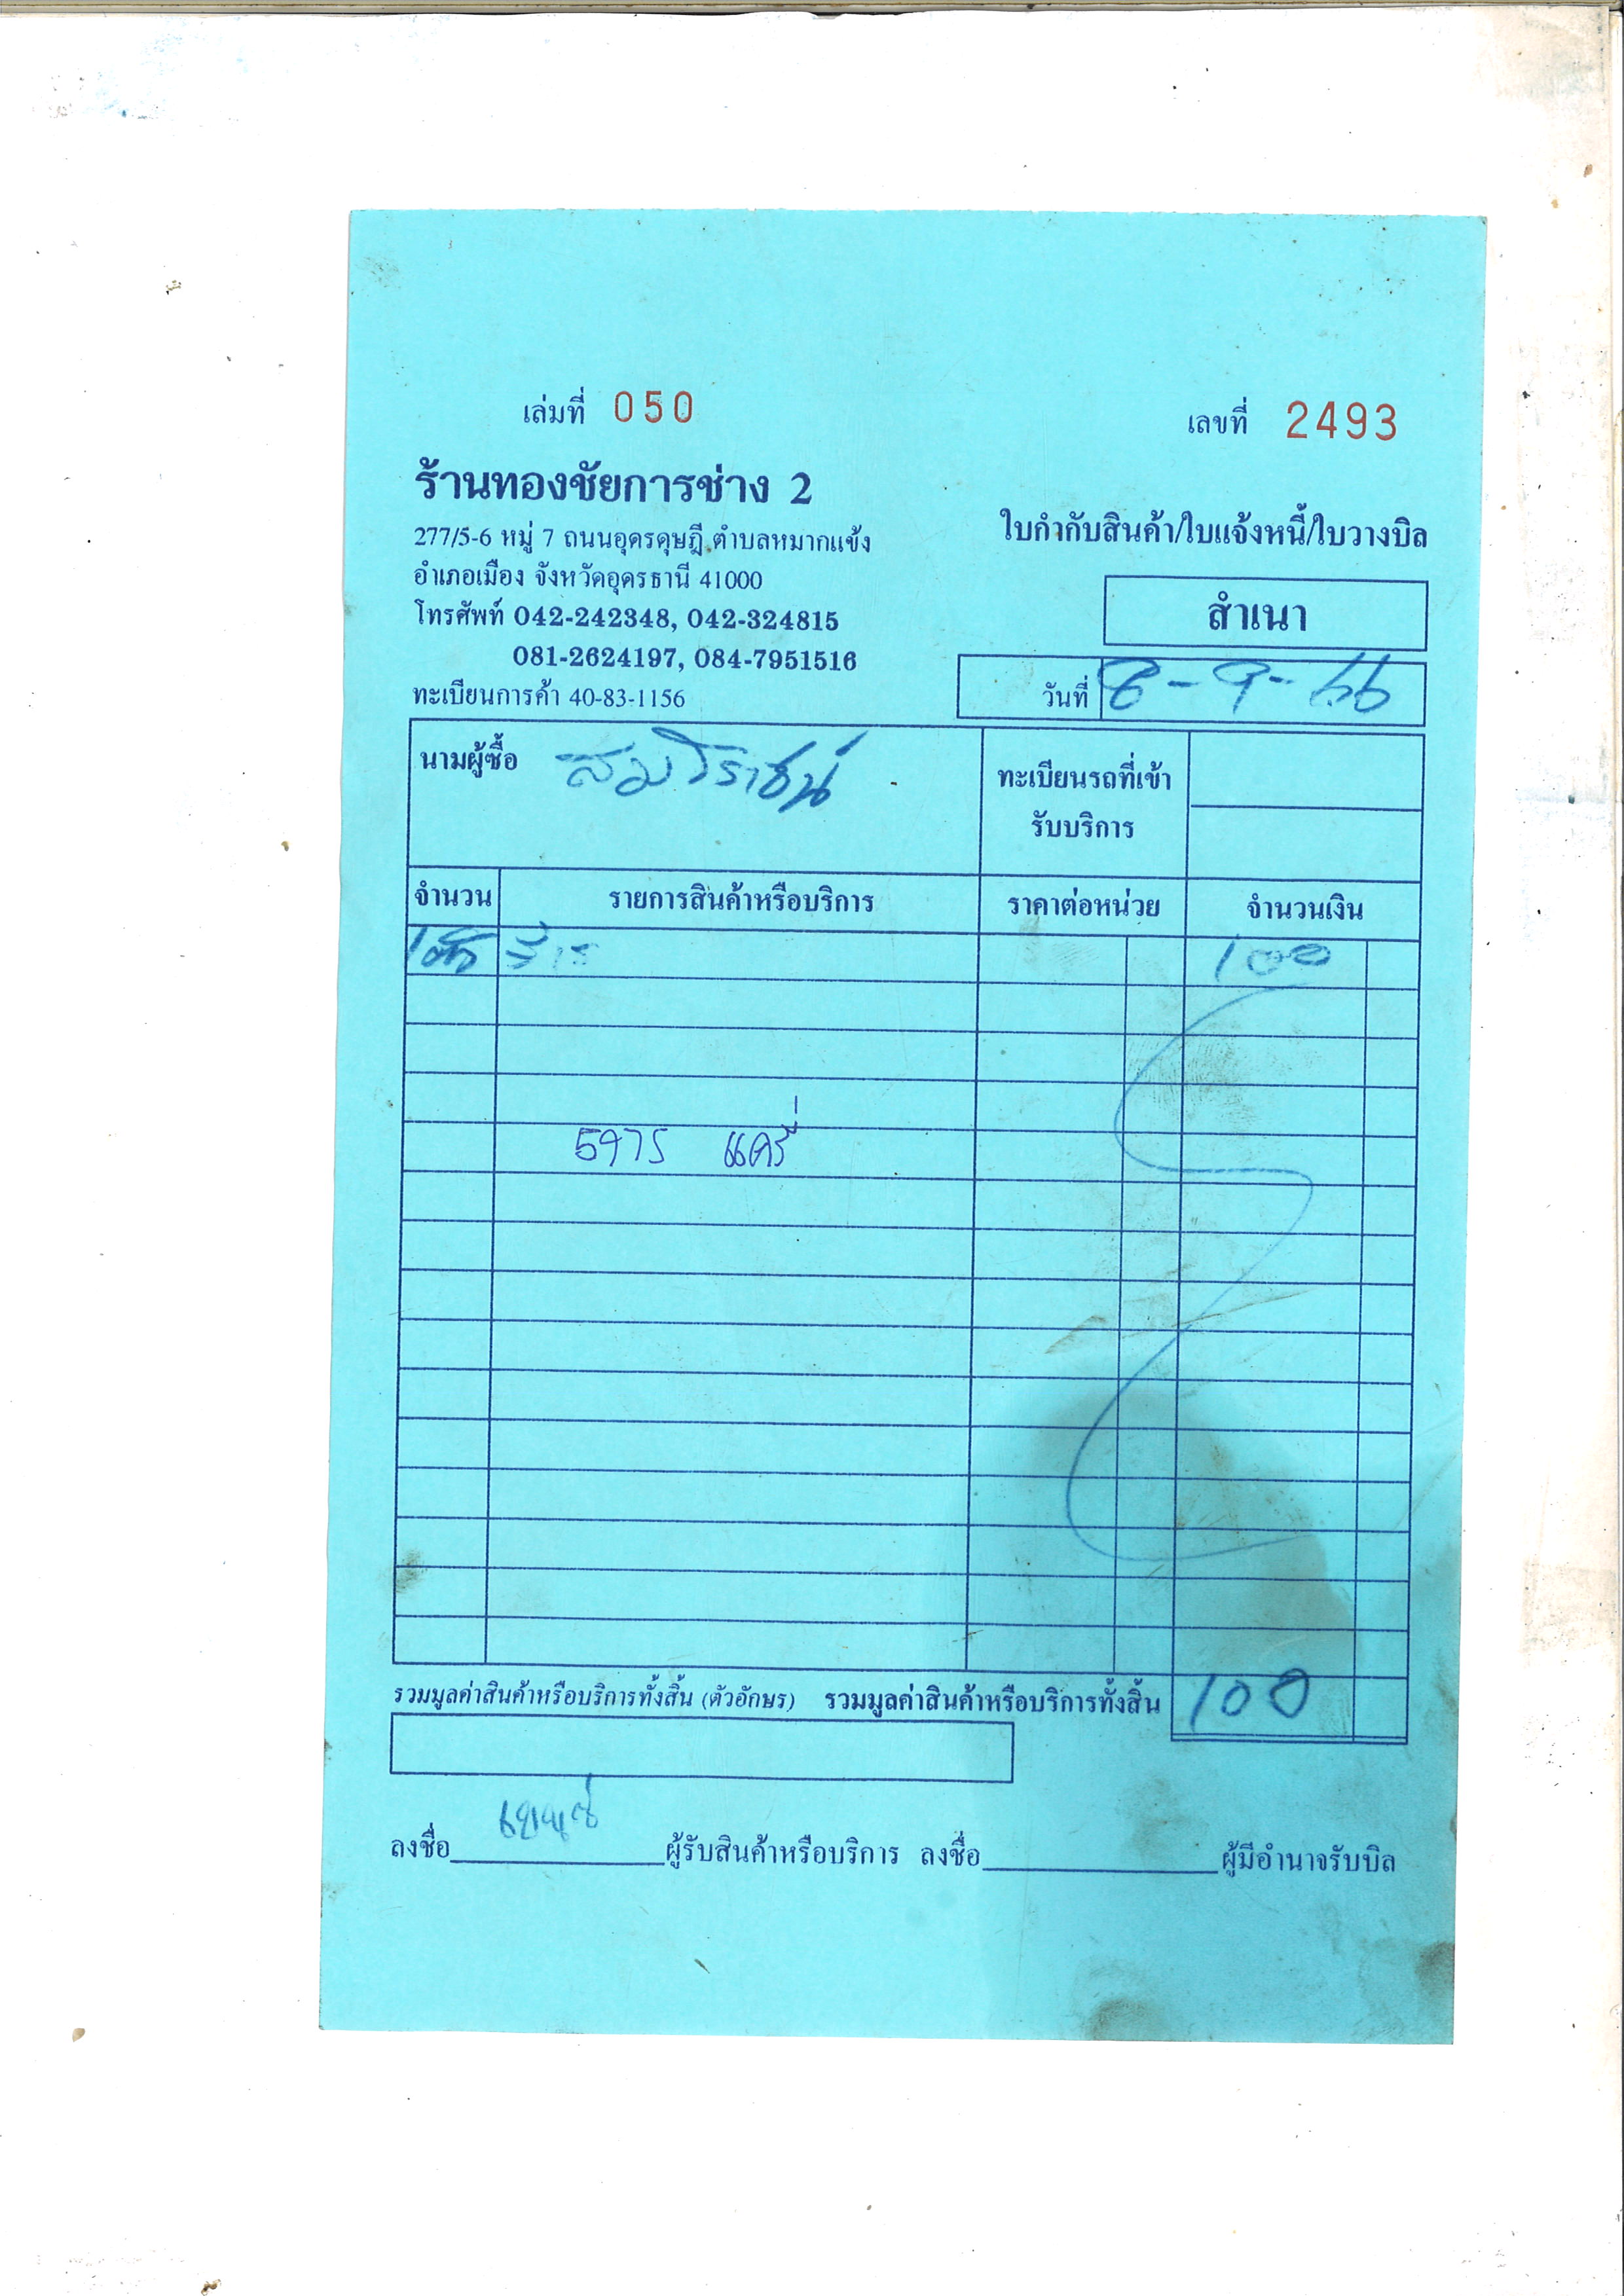 เล่มที่ 050
เลขที่ 2493
ร้านทองชัยการช่าง 2
277/5-6 หมู่ 7 ถนนอุดรดุษฎี ตำบลหมากแข้ง
อำเภอเมือง จังหวัดอุดรธานี 41000
โทรศัพท์ 042-242348, 042-324815
081-2624197, 084-7951516
ทะเบียนการค้า 40-83-1156
ใบกำกับสินค้า/ใบแจ้งหนี้/ใบวางบิล
สำเนา
วันที่ 8-9-66
นามผู้ซื้อ สมวิราชน์
ทะเบียนรถที่เข้า
รับบริการ
จำนวน รายการสินค้าหรือบริการ ราคาต่อหน่วย จำนวนเงิน
100
5975 แคร์รี่
รวมมูลค่าสินค้าหรือบริการทั้งสิ้น (ตัวอักษร) รวมมูลค่าสินค้าหรือบริการทั้งสิ้น 100
ลงชื่อ ผู้รับสินค้าหรือบริการ ลงชื่อ ผู้มีอำนาจรับบิล